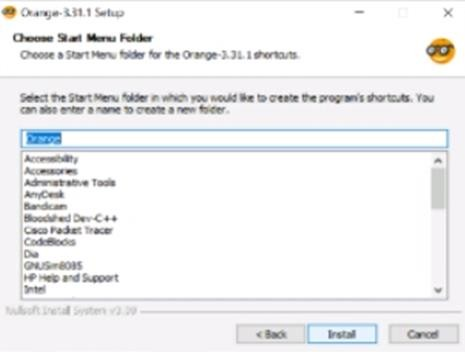 Orange-3.31.1 Setup
Choose Start Menu Folder
Choose a Start Menu folder for the Orange-3.31.1 shortcuts.
Select the Start Menu folder in which you would like to create the program's shortcuts. You
can also enter a name to create a new folder.
Orange
Accessibility
Accessories
Administrative Tools
AnyDesk
Bandicam
Bloodshed Dev-C++
Cisco Packet Tracer
CodeBlocks
Dia
GNUSim8085
HP Help and Support
Intel
Nullsoft Install System
< Back
Install
Cancel